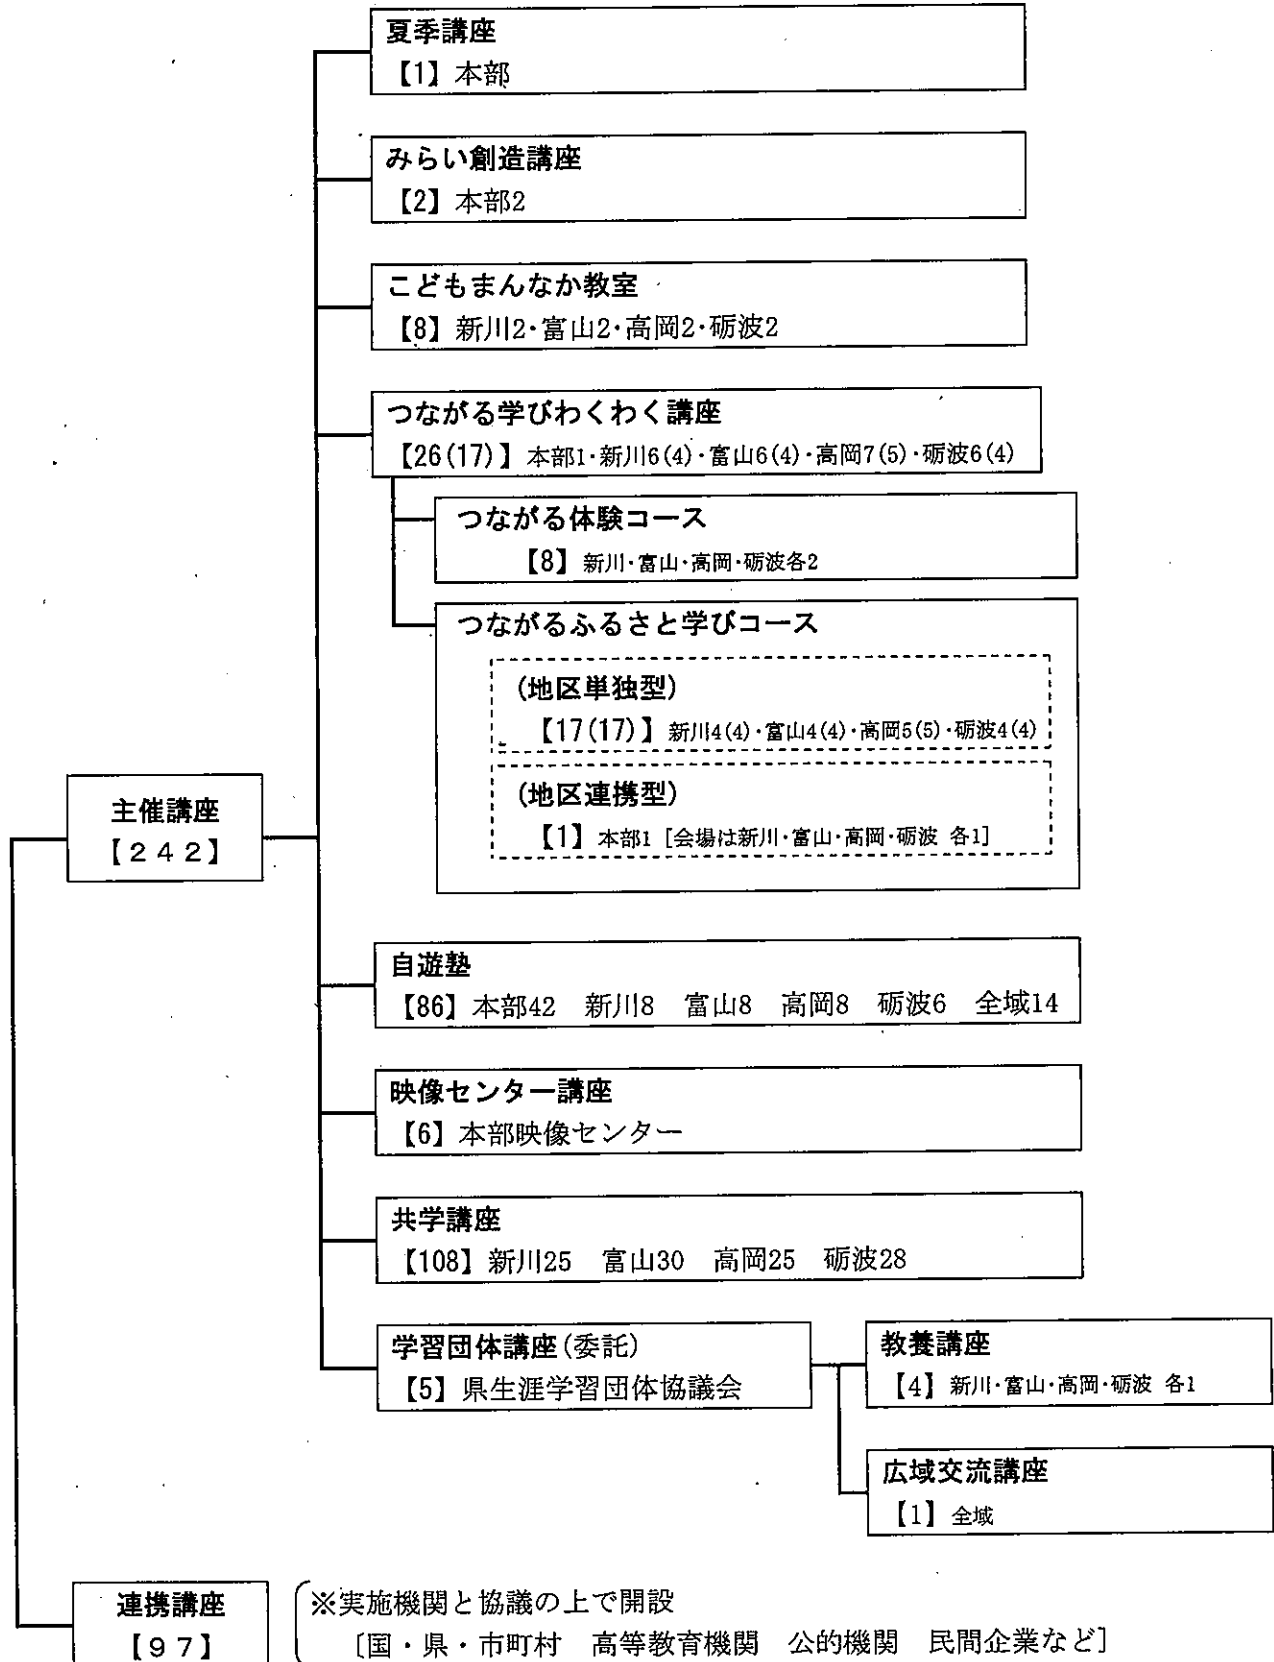 夏季講座
【1】本部
みらい創造講座
【2】本部2
こどもまんなか教室
【8】新川2・富山2・高岡2・砺波2
つながる学びわくわく講座
【26(17)】本部1・新川6(4)・富山6(4)・高岡7(5)・砺波6(4)
つながる体験コース
【8】新川・富山・高岡・砺波各2
つながるふるさと学びコース
(地区単独型)
【17(17)】新川4(4)・富山4(4)・高岡5(5)・砺波4(4)
(地区連携型)
【1】本部1 [会場は新川・富山・高岡・砺波 各1]
主催講座
【242】
自遊塾
【86】本部42 新川8 富山8 高岡8 砺波6 全域14
映像センター講座
【6】本部映像センター
共学講座
【108】新川25 富山30 高岡25 砺波28
学習団体講座(委託)
【5】県生涯学習団体協議会
教養講座
【4】新川・富山・高岡・砺波 各1
広域交流講座
【1】全域
連携講座
【97】
※実施機関と協議の上で開設
〔国・県・市町村 高等教育機関 公的機関 民間企業など〕